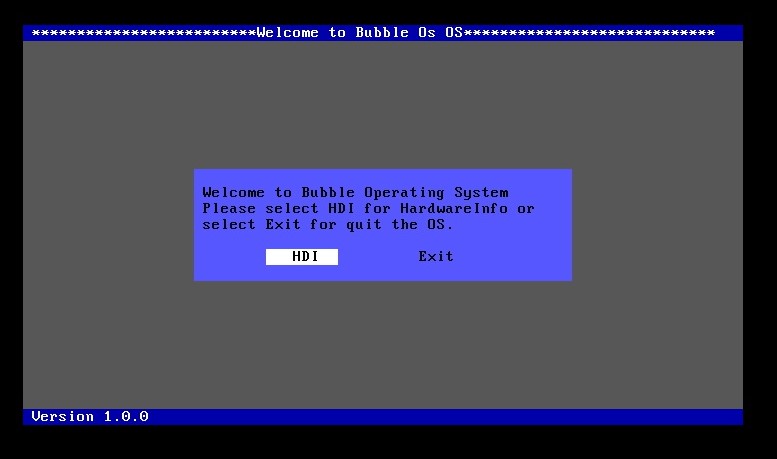 *************************Welcome to Bubble Os OS****************************
Welcome to Bubble Operating System
Please select HDI for HardwareInfo or
select Exit for quit the OS.
HDI Exit
Version 1.0.0